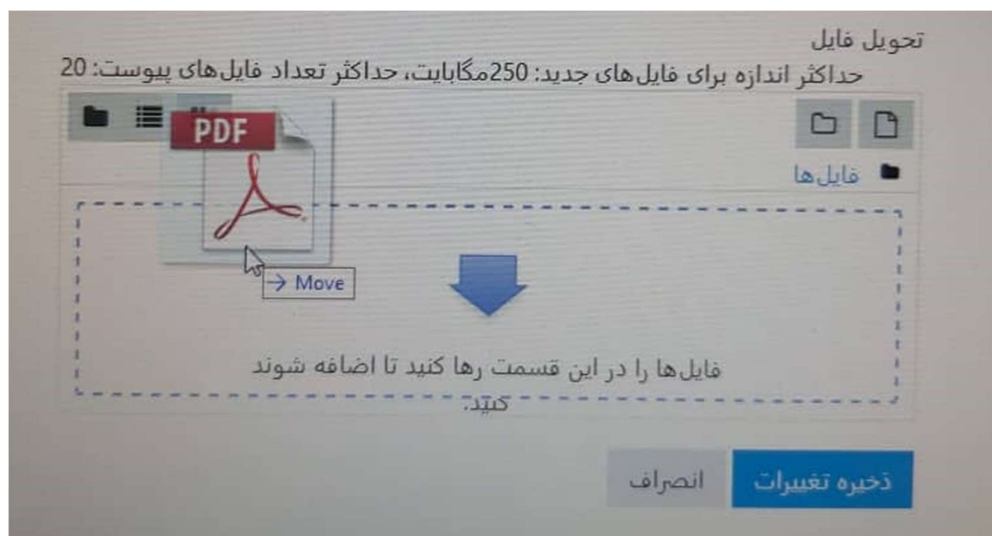 تحویل فایل
حداکثر اندازه برای فایل‌های جدید: 250مگابایت، حداکثر تعداد فایل‌های پیوست: 20
PDF
فایل‌ها
→ Move
فایل‌ها را در این قسمت رها کنید تا اضافه شوند
کنید.
ذخیره تغییرات
انصراف